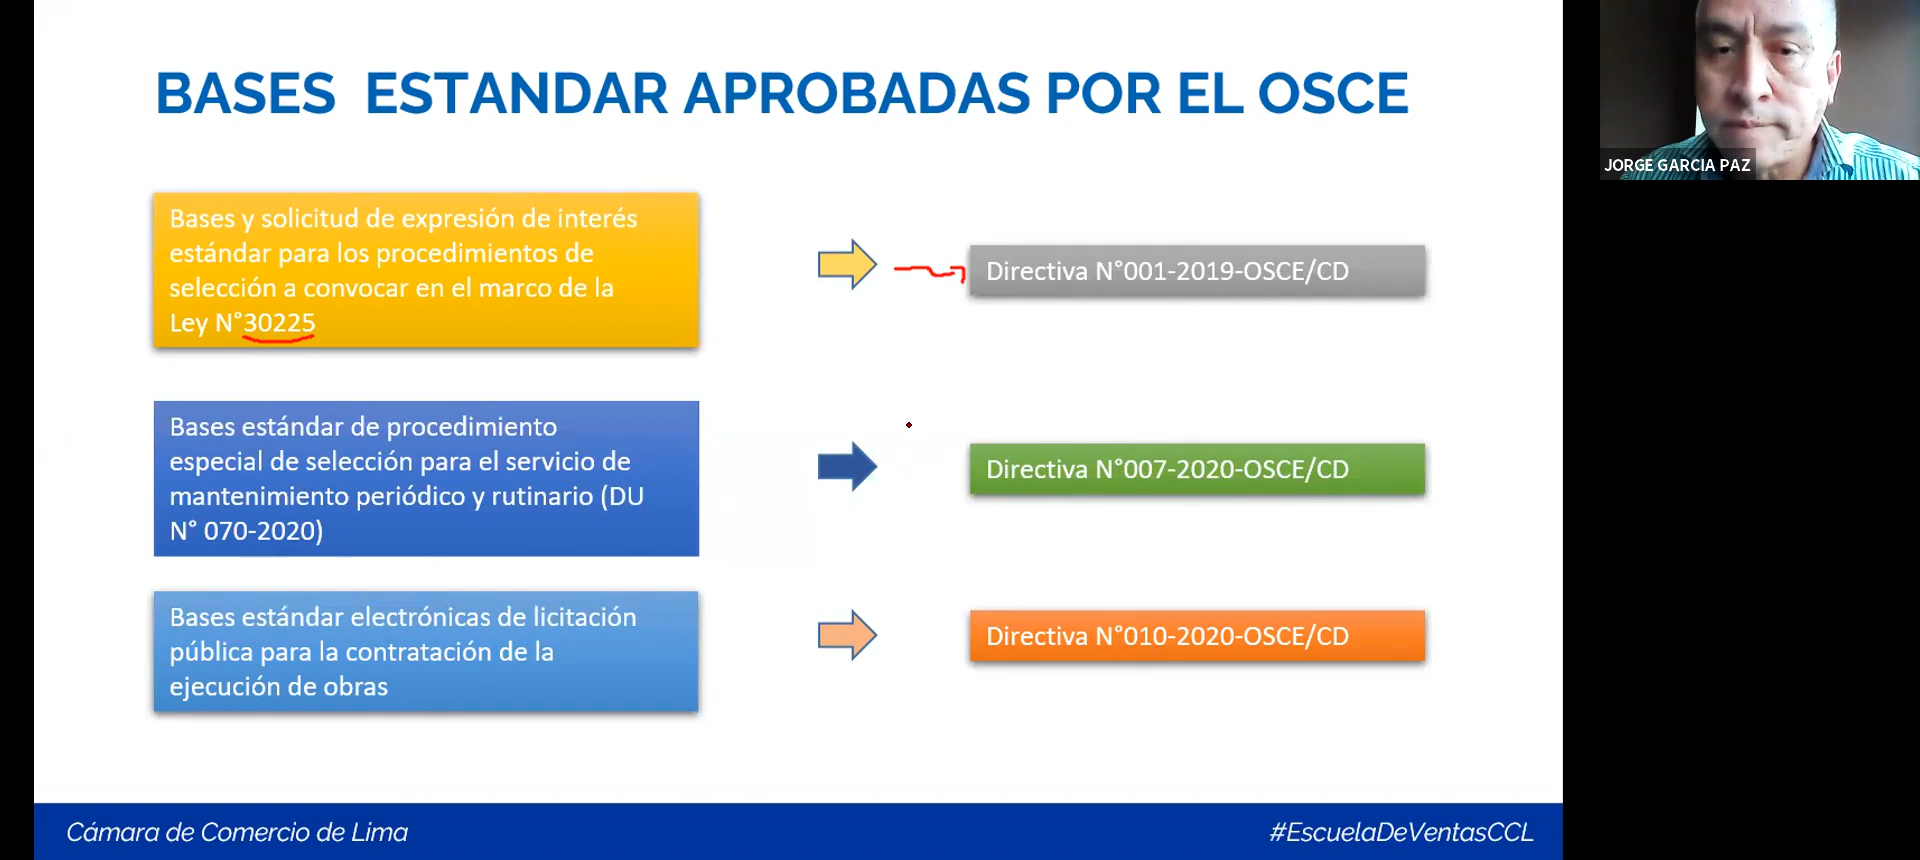 BASES ESTANDAR APROBADAS POR EL OSCE
JORGE GARCIA PAZ
Bases y solicitud de expresión de interés
estándar para los procedimientos de
selección a convocar en el marco de la
Ley N°30225
Directiva N°001-2019-OSCE/CD
Bases estándar de procedimiento
especial de selección para el servicio de
mantenimiento periódico y rutinario (DU
N° 070-2020)
Directiva N°007-2020-OSCE/CD
Bases estándar electrónicas de licitación
pública para la contratación de la
ejecución de obras
Directiva N°010-2020-OSCE/CD
Cámara de Comercio de Lima
#EscuelaDeVentasCCL